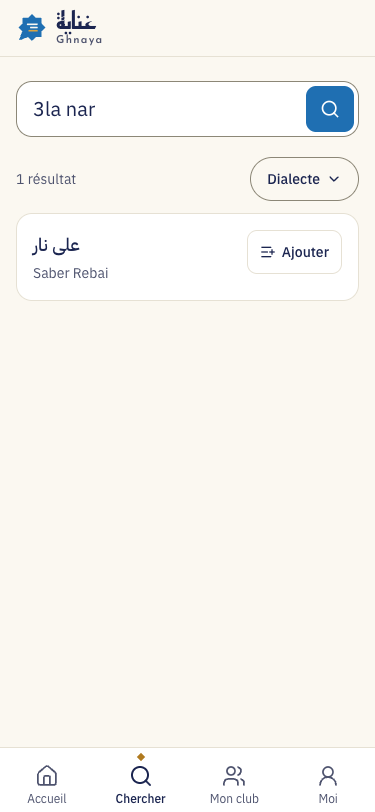 غناية
Ghnaya
3la nar
1 résultat
Dialecte
على نار
Ajouter
Saber Rebai
Accueil
Chercher
Mon club
Moi